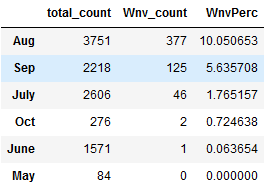 total_count Wnv_count WnvPerc
Aug 3751 377 10.050653
Sep 2218 125 5.635708
July 2606 46 1.765157
Oct 276 2 0.724638
June 1571 1 0.063654
May 84 0 0.000000